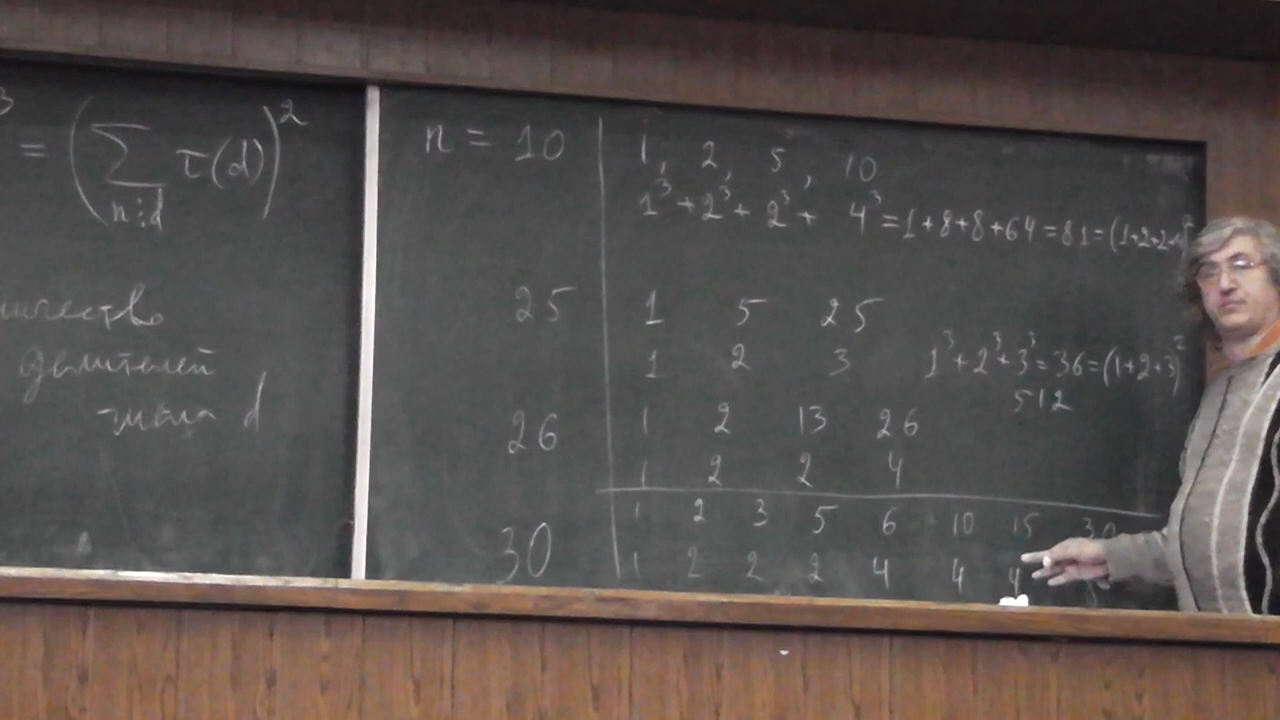 3 = (∑ τ(d))²
n⋮d
делителей
числа d
n = 10 1, 2, 5, 10
1³ + 2³ + 2³ + 4³ = 1 + 8 + 8 + 64 = 81 = (1+2+2+4)²
25 1 5 25
1 2 3 1³ + 2³ + 3³ = 36 = (1+2+3)²
512
26 1 2 13 26
1 2 2 4
30 1 2 3 5 6 10 15 30
1 2 2 2 4 4 4